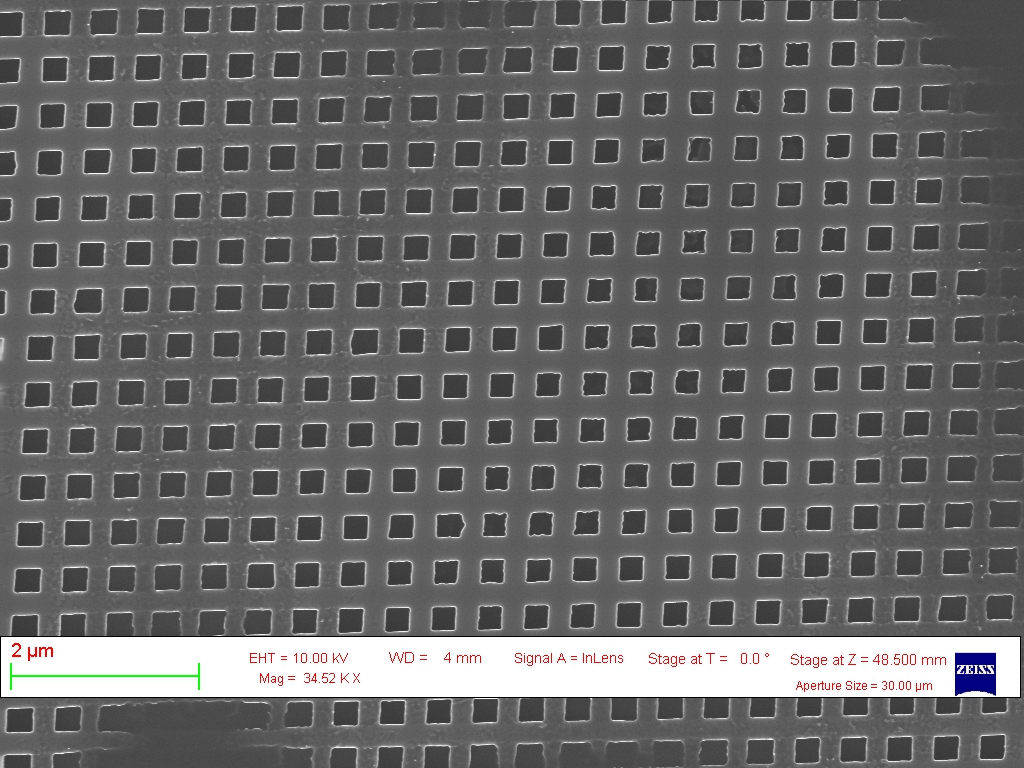 2 µm
EHT = 10.00 kV WD = 4 mm Signal A = InLens Stage at T = 0.0 ° Stage at Z = 48.500 mm
Mag = 34.52 K X Aperture Size = 30.00 µm
ZEISS